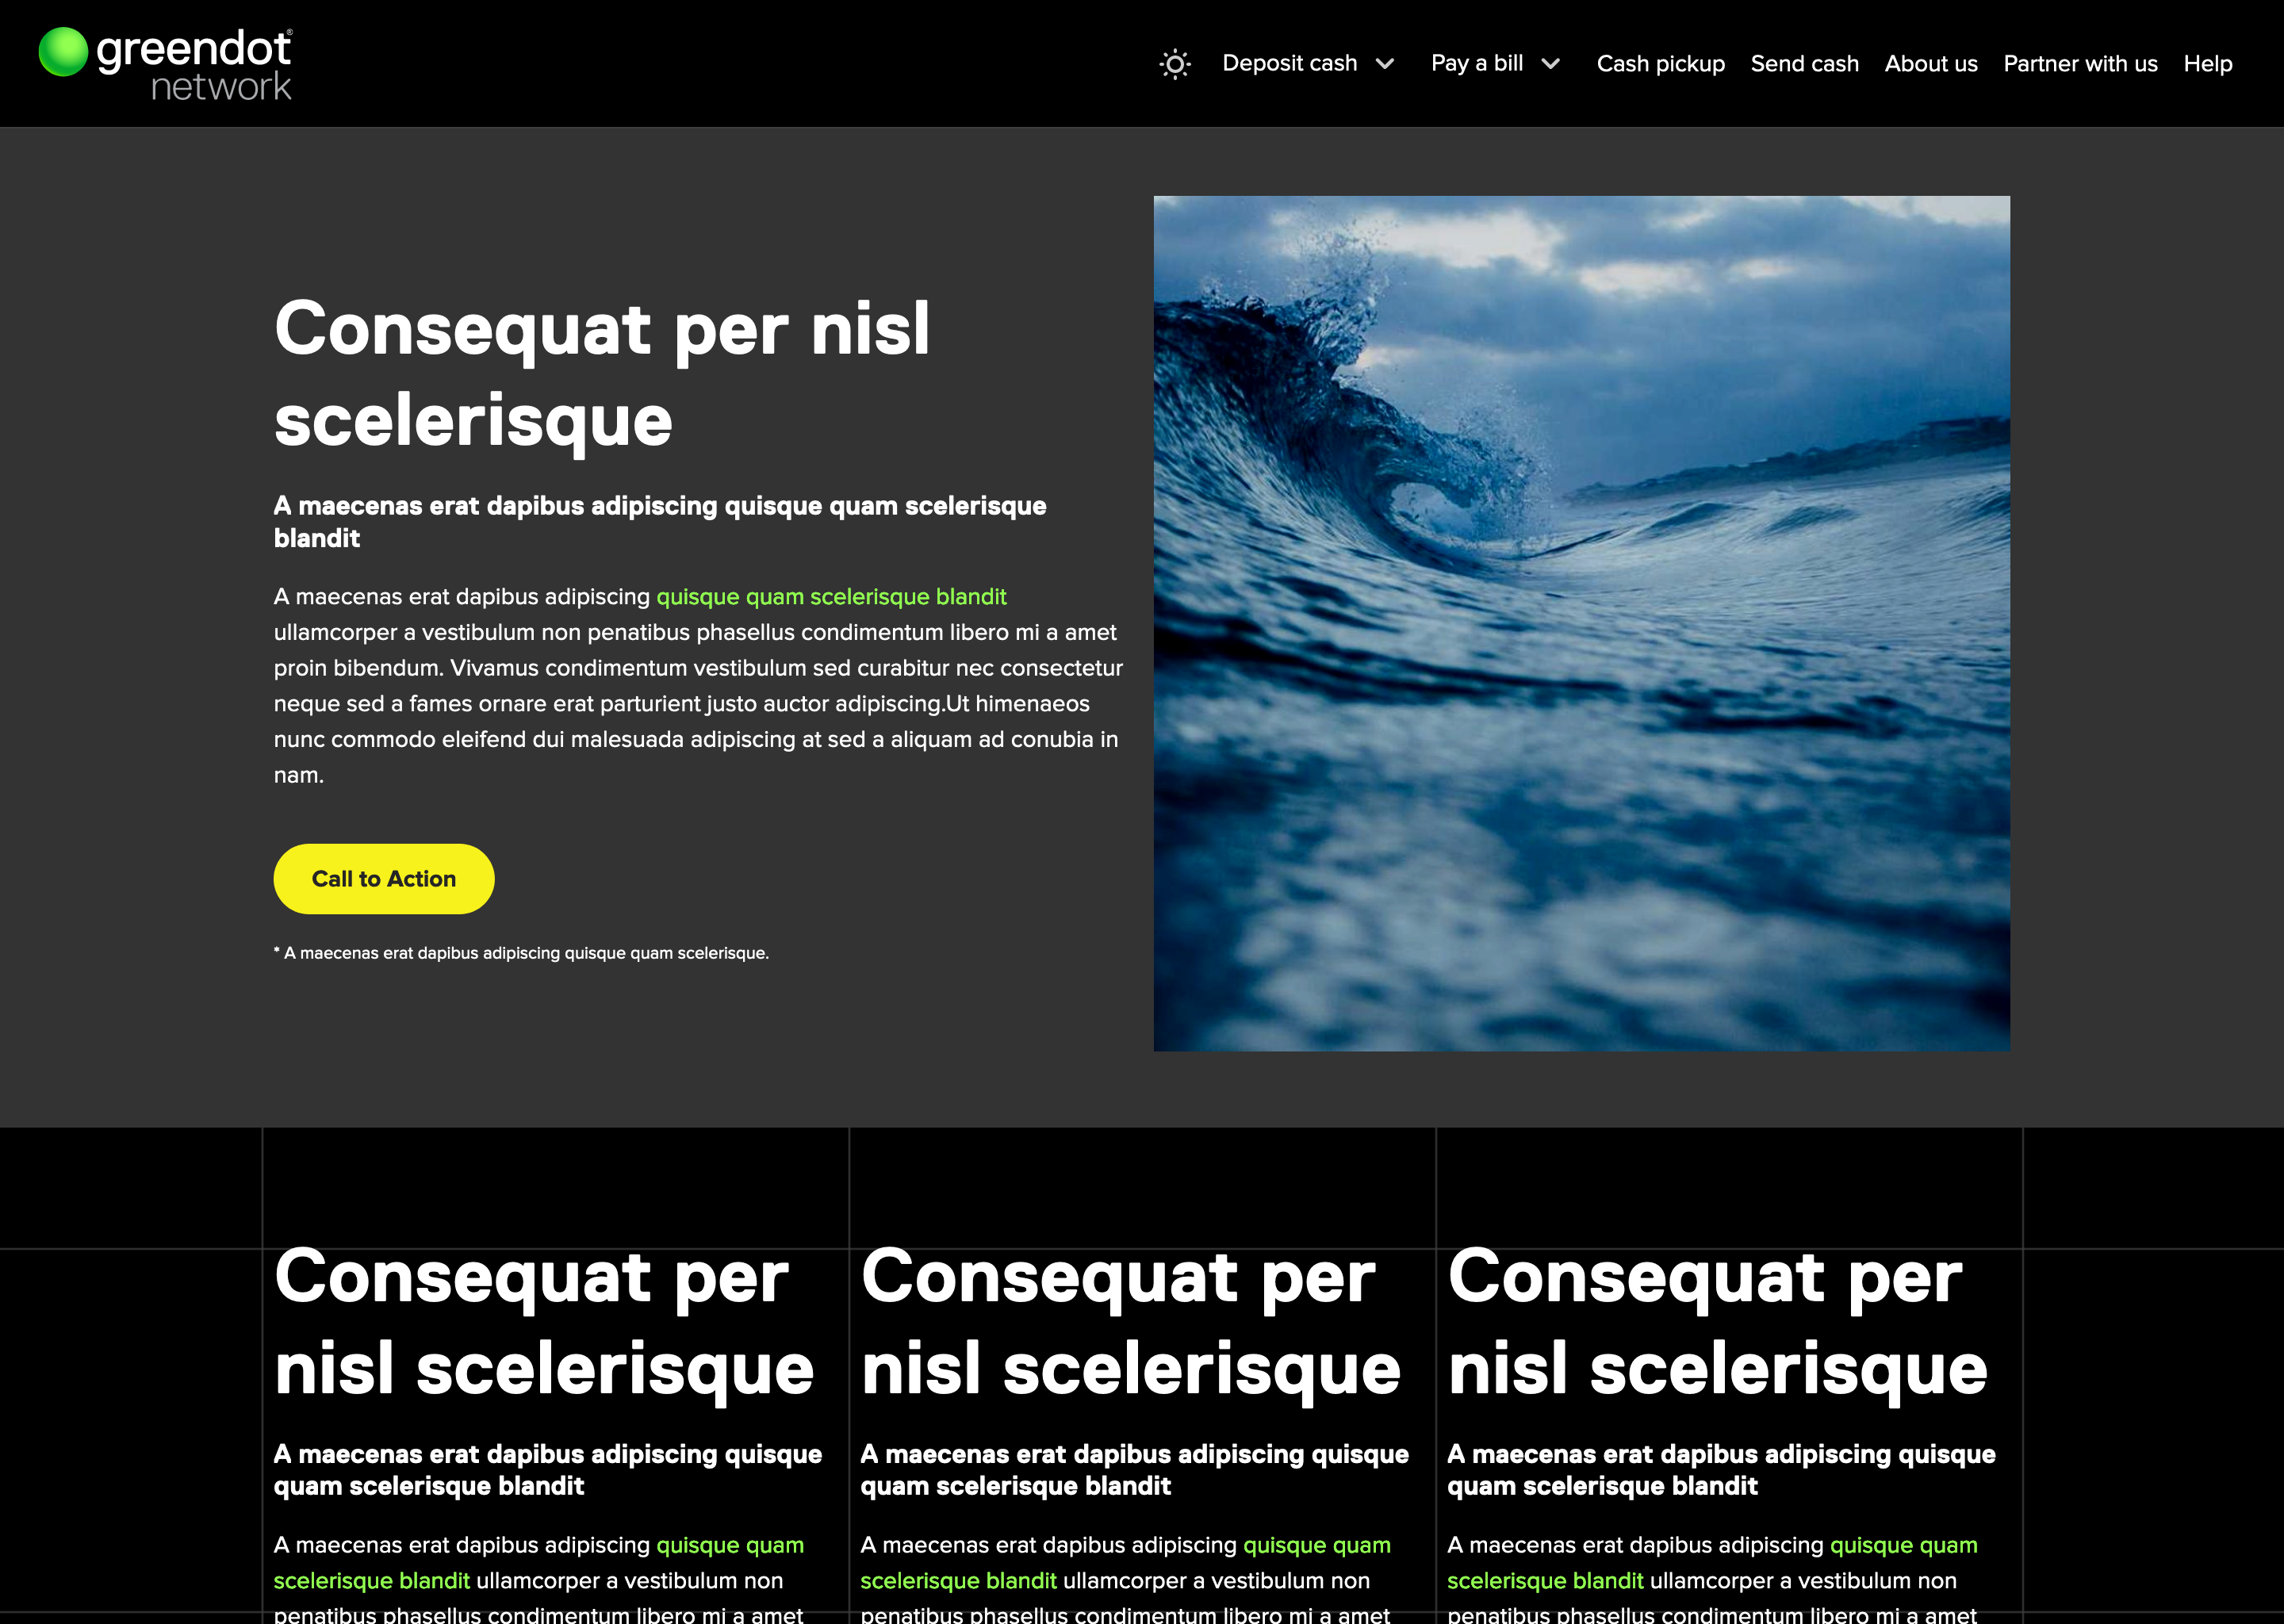 greendot®
network
Deposit cash Pay a bill Cash pickup Send cash About us Partner with us Help
Consequat per nisl
scelerisque
A maecenas erat dapibus adipiscing quisque quam scelerisque
blandit
A maecenas erat dapibus adipiscing quisque quam scelerisque blandit
ullamcorper a vestibulum non penatibus phasellus condimentum libero mi a amet
proin bibendum. Vivamus condimentum vestibulum sed curabitur nec consectetur
neque sed a fames ornare erat parturient justo auctor adipiscing.Ut himenaeos
nunc commodo eleifend dui malesuada adipiscing at sed a aliquam ad conubia in
nam.
Call to Action
* A maecenas erat dapibus adipiscing quisque quam scelerisque.
Consequat per
nisl scelerisque
A maecenas erat dapibus adipiscing quisque
quam scelerisque blandit
A maecenas erat dapibus adipiscing quisque quam
scelerisque blandit ullamcorper a vestibulum non
penatibus phasellus condimentum libero mi a amet
Consequat per
nisl scelerisque
A maecenas erat dapibus adipiscing quisque
quam scelerisque blandit
A maecenas erat dapibus adipiscing quisque quam
scelerisque blandit ullamcorper a vestibulum non
penatibus phasellus condimentum libero mi a amet
Consequat per
nisl scelerisque
A maecenas erat dapibus adipiscing quisque
quam scelerisque blandit
A maecenas erat dapibus adipiscing quisque quam
scelerisque blandit ullamcorper a vestibulum non
penatibus phasellus condimentum libero mi a amet